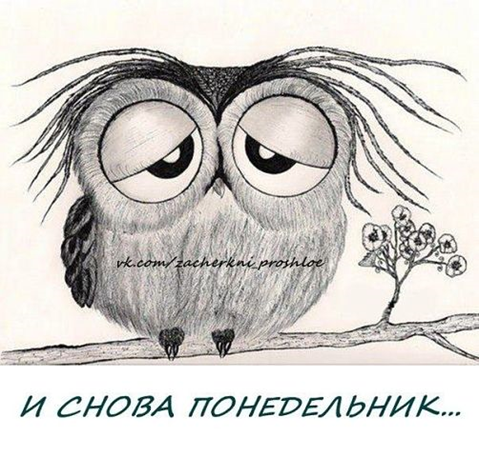 vk.com/zacherkni_proshloe
И СНОВА ПОНЕДЕЛЬНИК...